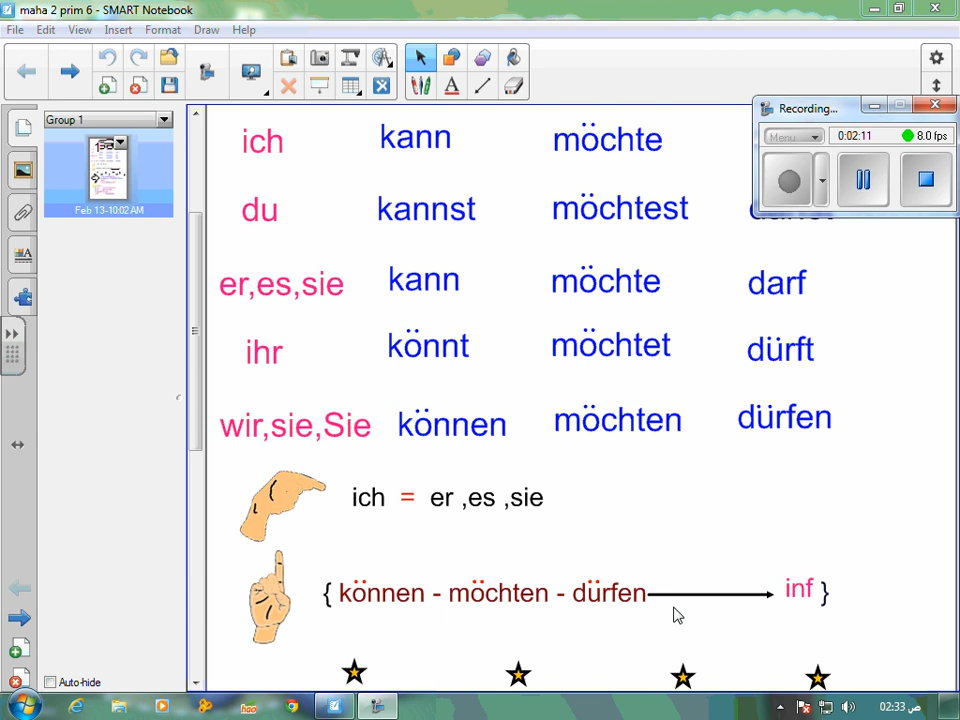 maha 2 prim 6 - SMART Notebook
File Edit View Insert Format Draw Help
Recording...
Menu 0:02:11 8.0 fps
Group 1
Feb 13-10:02 AM
ich kann möchte
du kannst möchtest
er,es,sie kann möchte darf
ihr könnt möchtet dürft
wir,sie,Sie können möchten dürfen
ich = er ,es ,sie
{ können - möchten - dürfen inf }
Auto-hide
hao
02:33 ص